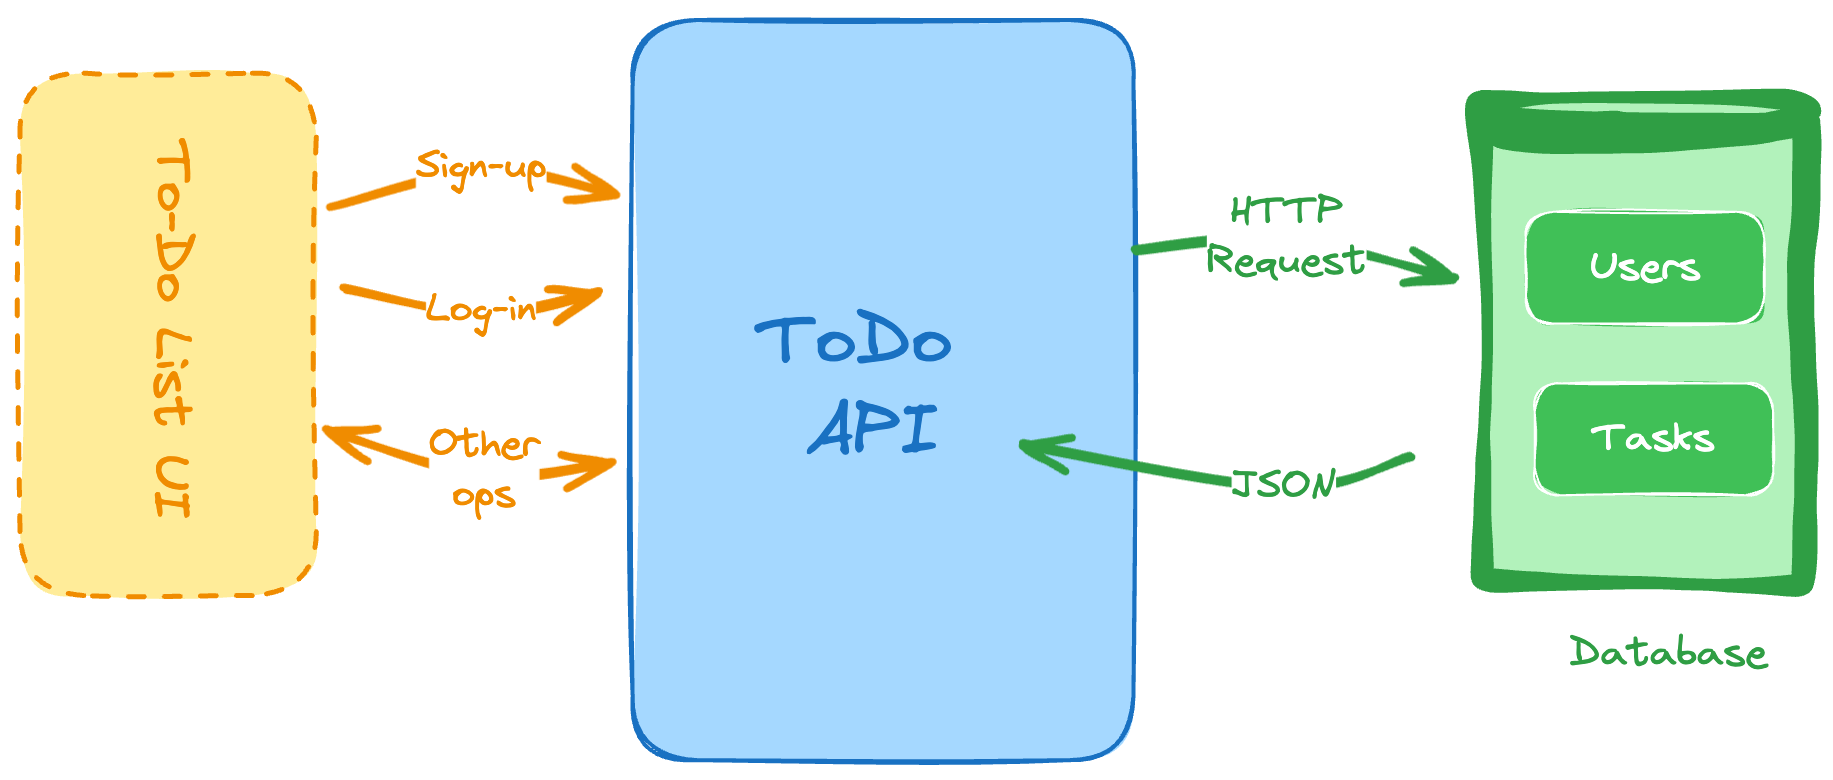 To-Do List UI
Sign-up
Log-in
Other
ops
ToDo
API
HTTP
Request
JSON
Users
Tasks
Database